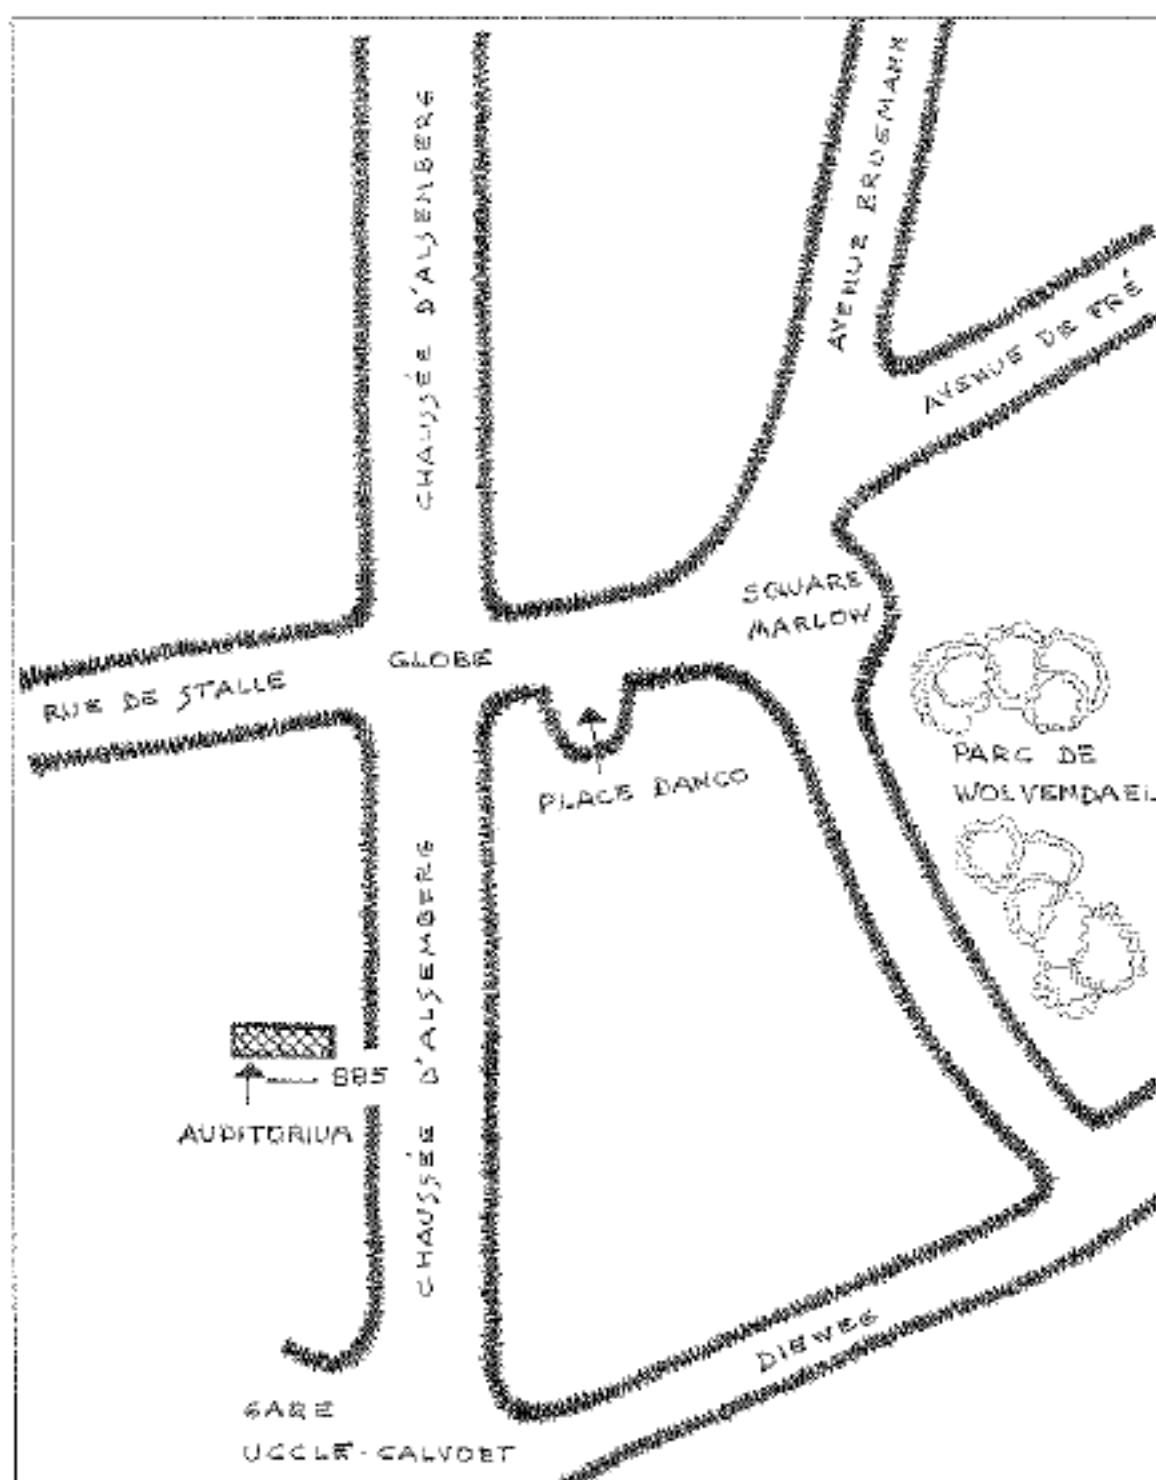 CHAUSSÉE D'ALSEMBERG
AVENUE BRUGMANN
AVENUE DE FRÉ
SQUARE
MARLOW
GLOBE
RUE DE STALLE
PLACE DANCO
PARC DE
WOLVENDAEL
CHAUSSÉE D'ALSEMBERG
885
AUDITORIUM
DIEWEG
GARE
UCCLE-CALVOET